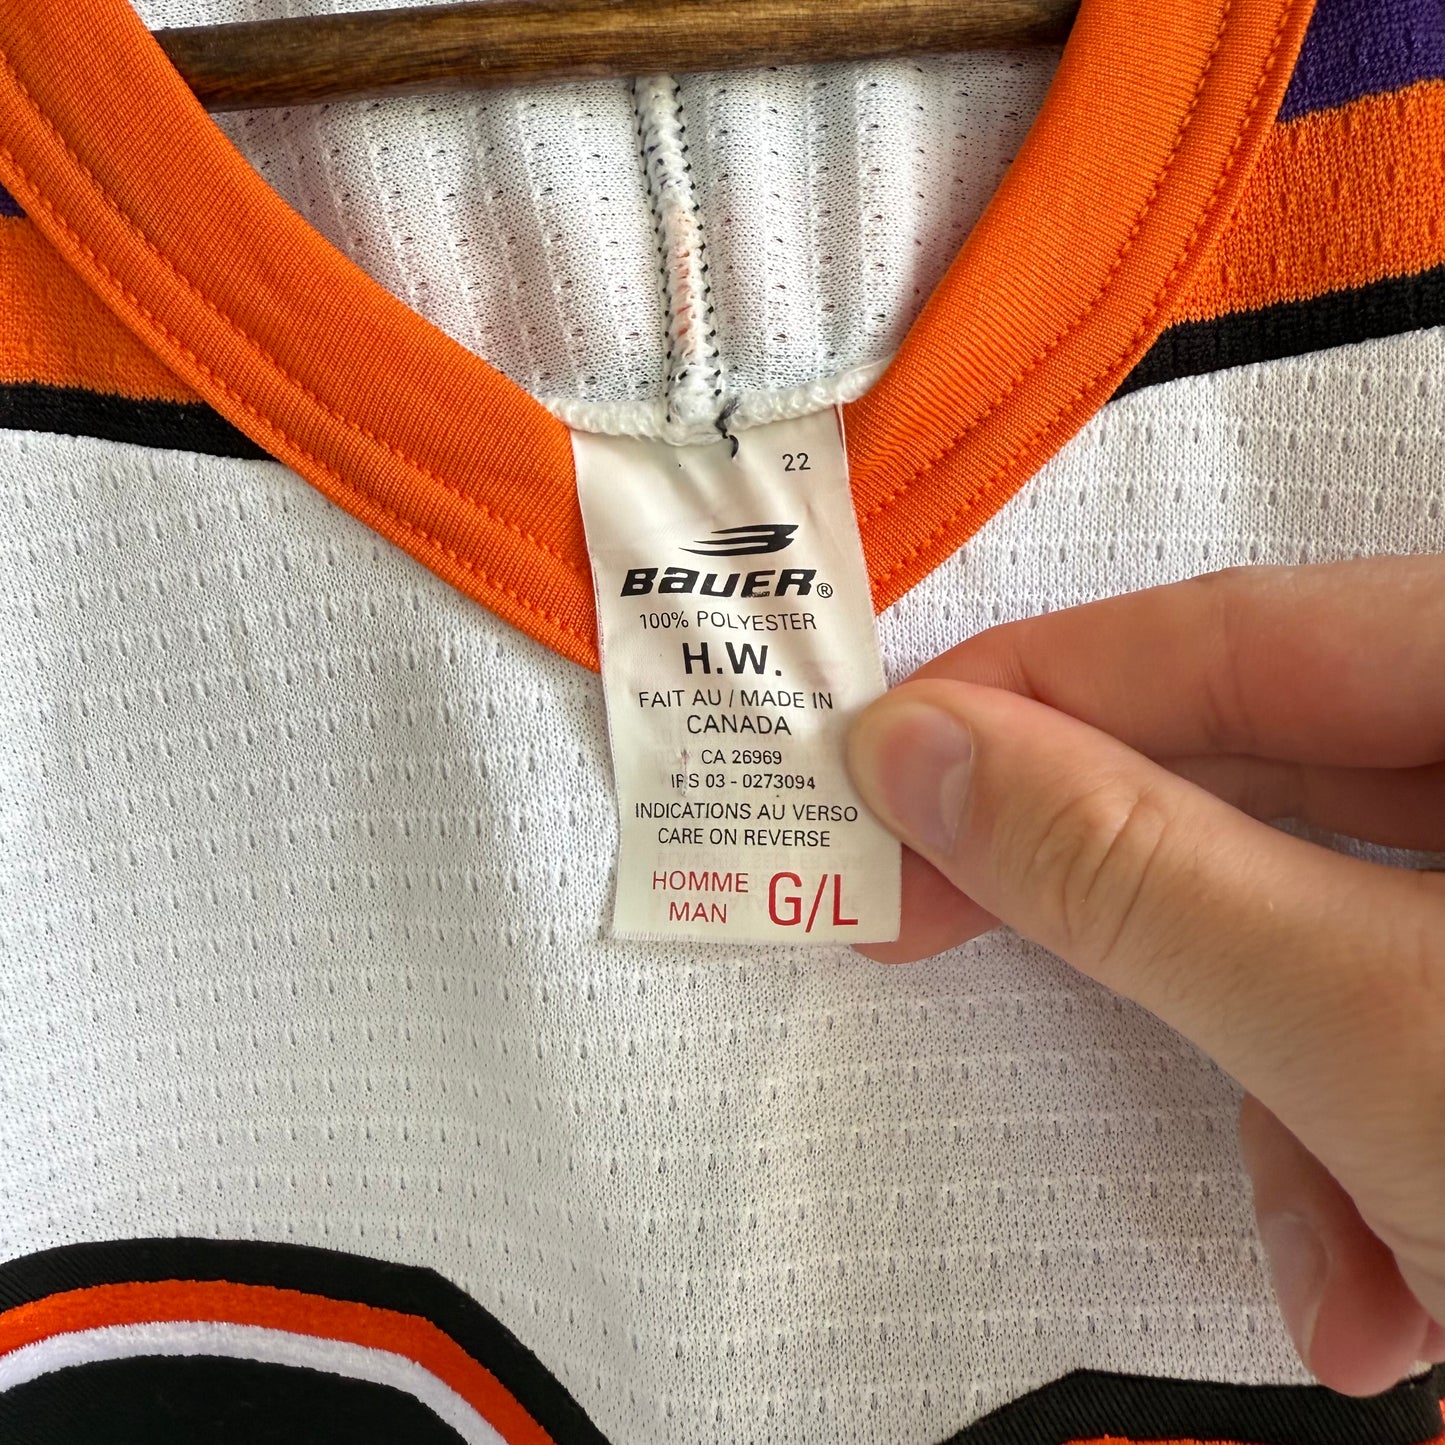 22
BAUER®
100% POLYESTER
H.W.
FAIT AU / MADE IN
CANADA
CA 26969
IPS 03 - 0273094
INDICATIONS AU VERSO
CARE ON REVERSE
HOMME G/L
MAN